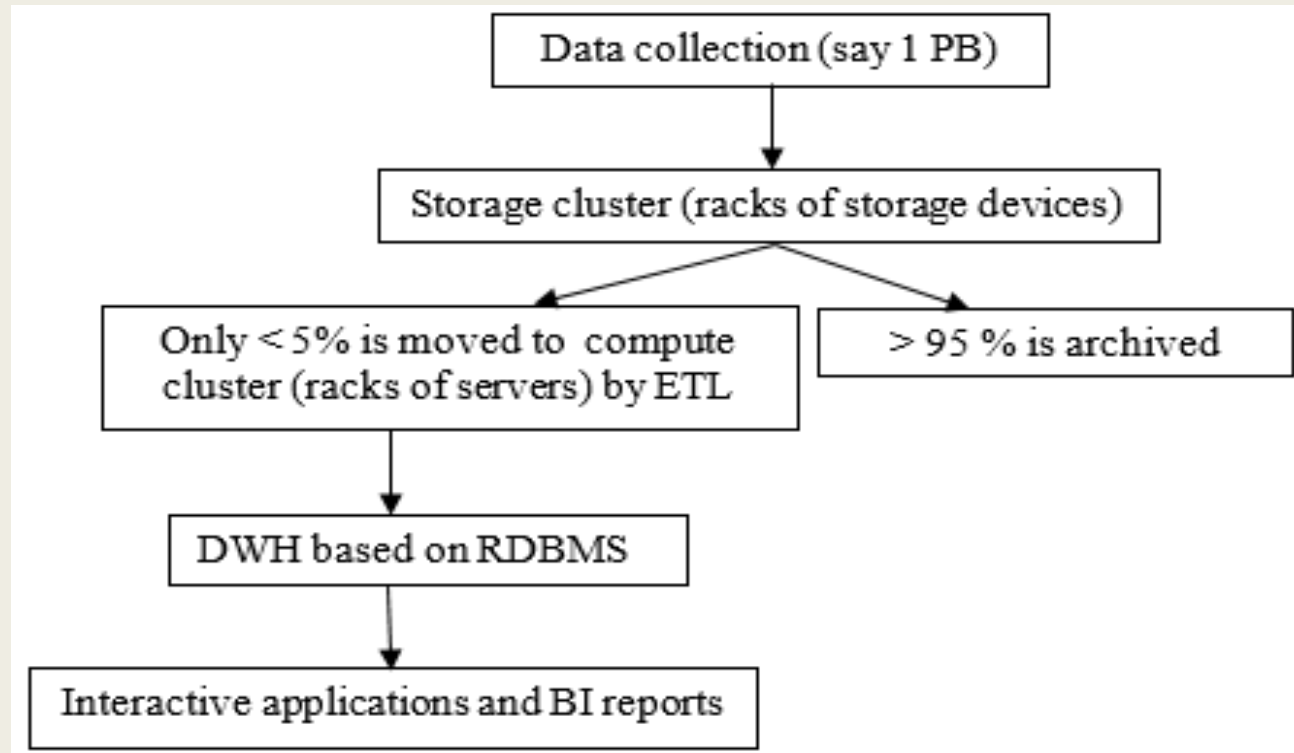 Data collection (say 1 PB)
Storage cluster (racks of storage devices)
Only < 5% is moved to compute
cluster (racks of servers) by ETL
> 95 % is archived
DWH based on RDBMS
Interactive applications and BI reports